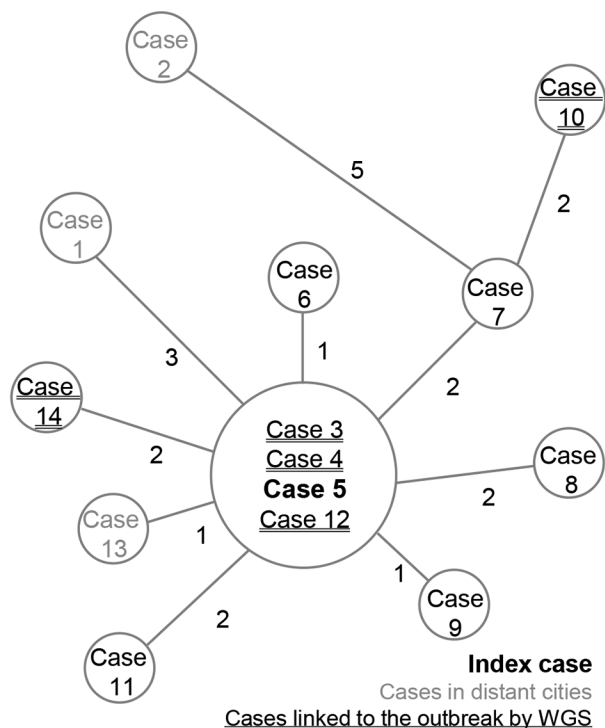 Case
2
Case
10
5
2
Case
1
Case
6
Case
7
3
1
2
Case
14
2
Case 3
Case 4
Case 5
Case 12
Case
8
2
Case
13
1
1
Case
9
2
Case
11
Index case
Cases in distant cities
Cases linked to the outbreak by WGS